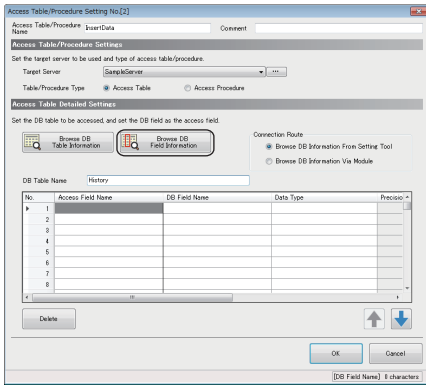 Access Table/Procedure Setting No.[2]
Access Table/Procedure Name InsertData Comment
Access Table/Procedure Settings
Set the target server to be used and type of access table/procedure.
Target Server SampleServer ...
Table/Procedure Type Access Table Access Procedure
Access Table Detailed Settings
Set the DB table to be accessed, and set the DB field as the access field.
Browse DB Table Information
Browse DB Field Information
Connection Route
Browse DB Information From Setting Tool
Browse DB Information Via Module
DB Table Name History
No. Access Field Name DB Field Name Data Type Precisio
1
2
3
4
5
6
7
8
Delete
OK Cancel
[DB Field Name] 8 characters